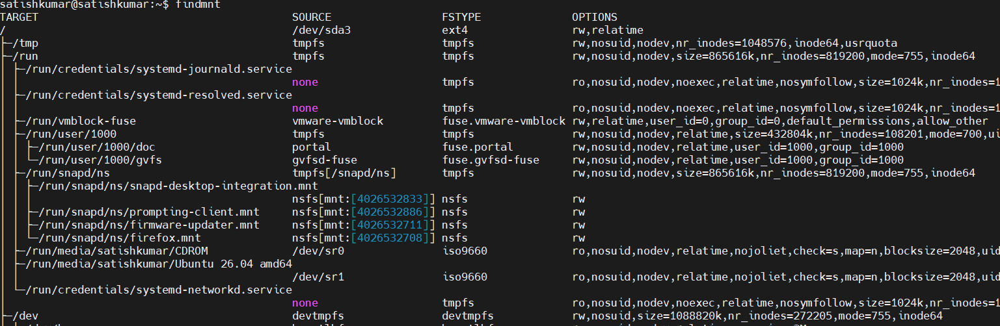 satishkumar@satishkumar:~$ findmnt
TARGET SOURCE FSTYPE OPTIONS
/ /dev/sda3 ext4 rw,relatime
├─/tmp tmpfs tmpfs rw,nosuid,nodev,nr_inodes=1048576,inode64,usrquota
├─/run tmpfs tmpfs rw,nosuid,nodev,size=865616k,nr_inodes=819200,mode=755,inode64
│ ├─/run/credentials/systemd-journald.service
│ │ none tmpfs ro,nosuid,nodev,noexec,relatime,nosymfollow,size=1024k,nr_inodes=1
│ ├─/run/credentials/systemd-resolved.service
│ │ none tmpfs ro,nosuid,nodev,noexec,relatime,nosymfollow,size=1024k,nr_inodes=1
│ ├─/run/vmblock-fuse vmware-vmblock fuse.vmware-vmblock rw,relatime,user_id=0,group_id=0,default_permissions,allow_other
│ ├─/run/user/1000 tmpfs tmpfs rw,nosuid,nodev,relatime,size=432804k,nr_inodes=108201,mode=700,ui
│ │ ├─/run/user/1000/doc portal fuse.portal rw,nosuid,nodev,relatime,user_id=1000,group_id=1000
│ │ └─/run/user/1000/gvfs gvfsd-fuse fuse.gvfsd-fuse rw,nosuid,nodev,relatime,user_id=1000,group_id=1000
│ ├─/run/snapd/ns tmpfs[/snapd/ns] tmpfs rw,nosuid,nodev,size=865616k,nr_inodes=819200,mode=755,inode64
│ │ ├─/run/snapd/ns/snapd-desktop-integration.mnt
│ │ │ nsfs[mnt:[4026532833]] nsfs rw
│ │ ├─/run/snapd/ns/prompting-client.mnt nsfs[mnt:[4026532886]] nsfs rw
│ │ ├─/run/snapd/ns/firmware-updater.mnt nsfs[mnt:[4026532711]] nsfs rw
│ │ └─/run/snapd/ns/firefox.mnt nsfs[mnt:[4026532708]] nsfs rw
│ ├─/run/media/satishkumar/CDROM /dev/sr0 iso9660 ro,nosuid,nodev,relatime,nojoliet,check=s,map=n,blocksize=2048,uid
│ ├─/run/media/satishkumar/Ubuntu 26.04 amd64
│ │ /dev/sr1 iso9660 ro,nosuid,nodev,relatime,nojoliet,check=s,map=n,blocksize=2048,uid
│ └─/run/credentials/systemd-networkd.service
│ none tmpfs ro,nosuid,nodev,noexec,relatime,nosymfollow,size=1024k,nr_inodes=1
├─/dev devtmpfs devtmpfs rw,nosuid,size=1088820k,nr_inodes=272205,mode=755,inode64